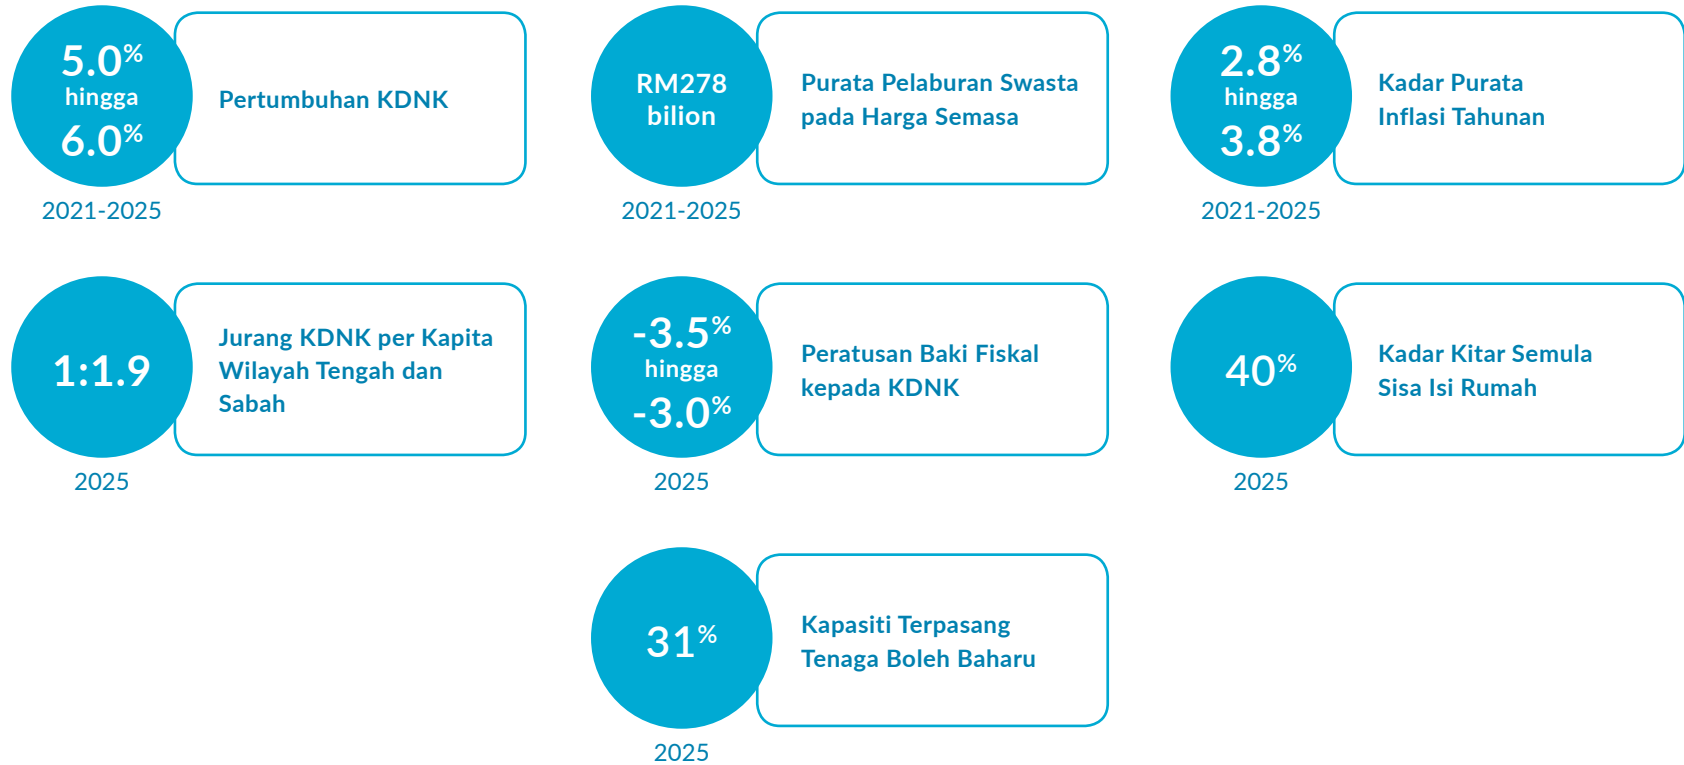 5.0%
hingga
6.0%
Pertumbuhan KDNK
2021-2025
RM278
bilion
Purata Pelaburan Swasta
pada Harga Semasa
2021-2025
2.8%
hingga
3.8%
Kadar Purata
Inflasi Tahunan
2021-2025
1:1.9
Jurang KDNK per Kapita
Wilayah Tengah dan
Sabah
2025
-3.5%
hingga
-3.0%
Peratusan Baki Fiskal
kepada KDNK
2025
40%
Kadar Kitar Semula
Sisa Isi Rumah
2025
31%
Kapasiti Terpasang
Tenaga Boleh Baharu
2025